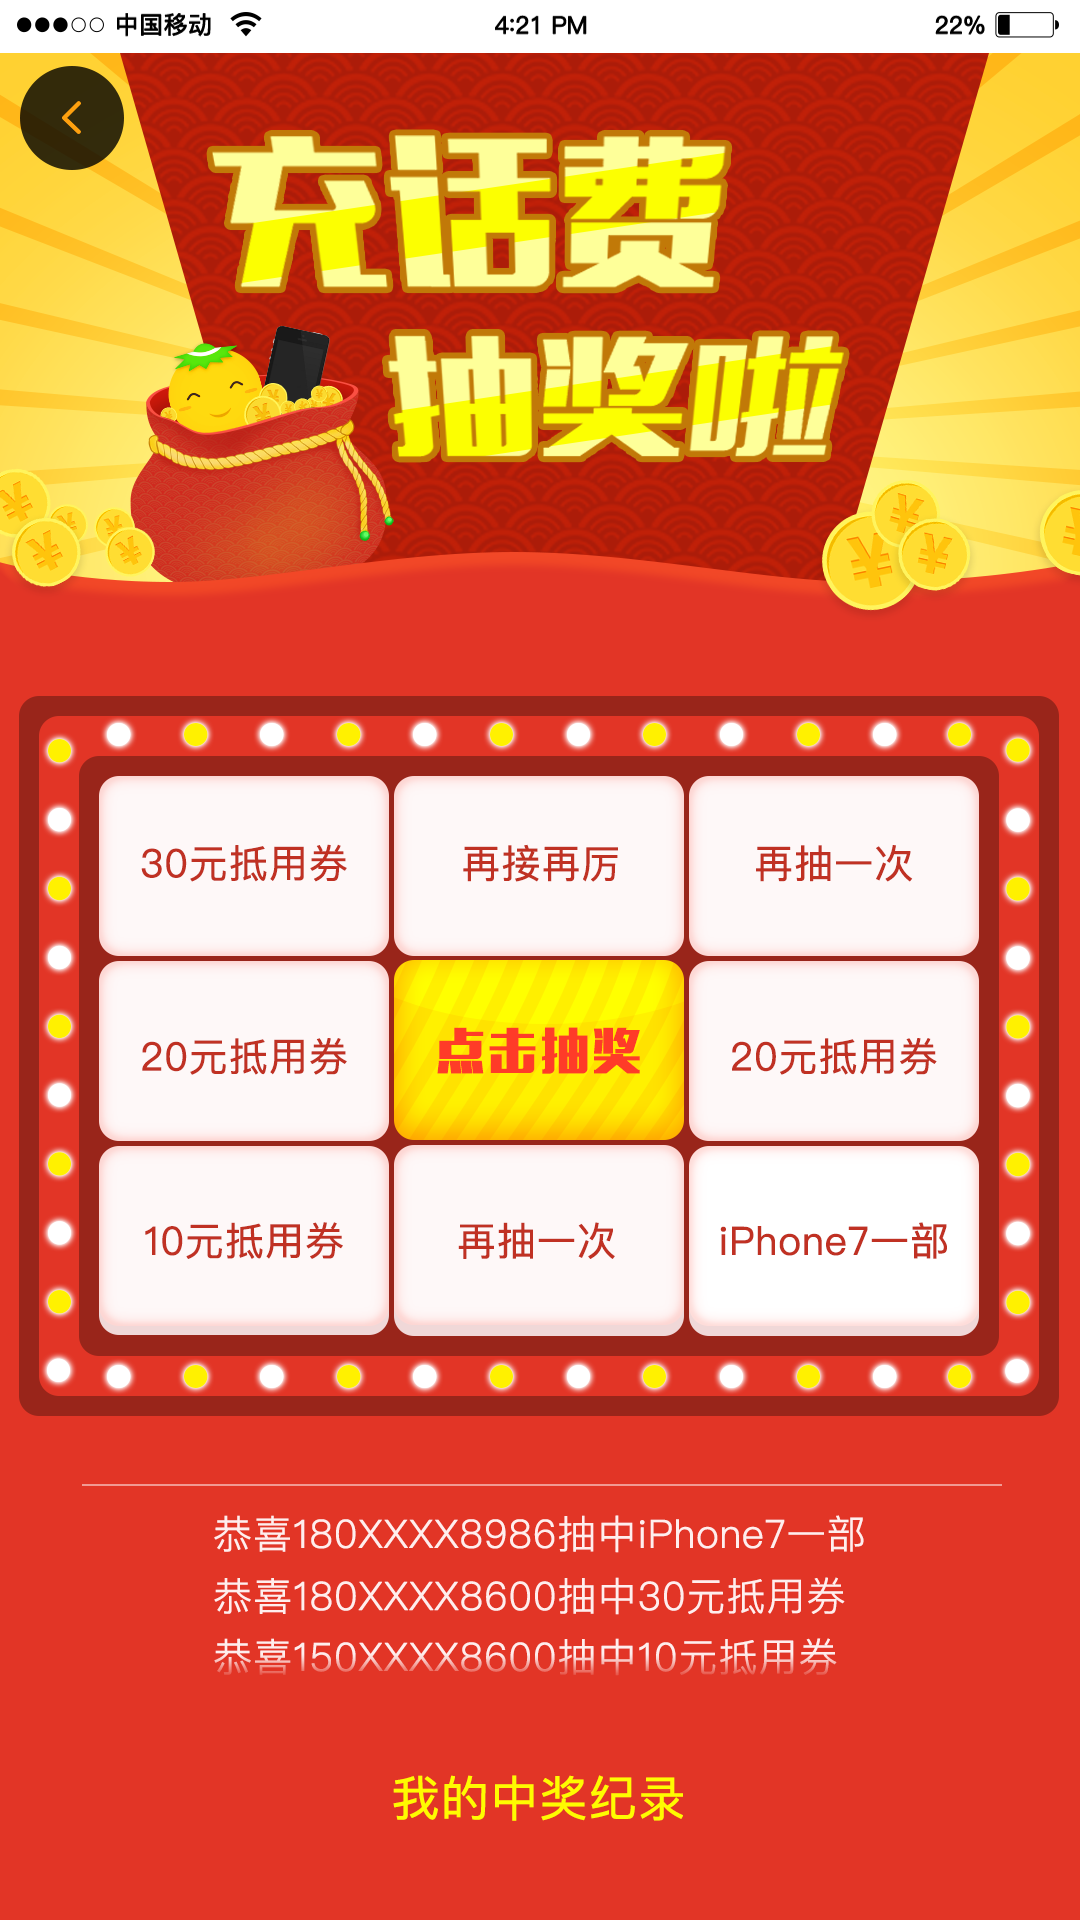 中国移动
4:21 PM
22%
充话费
抽奖啦
30元抵用券
再接再厉
再抽一次
20元抵用券
点击抽奖
20元抵用券
10元抵用券
再抽一次
iPhone7一部
恭喜180XXXX8986抽中iPhone7一部
恭喜180XXXX8600抽中30元抵用券
恭喜150XXXX8600抽中10元抵用券
我的中奖纪录